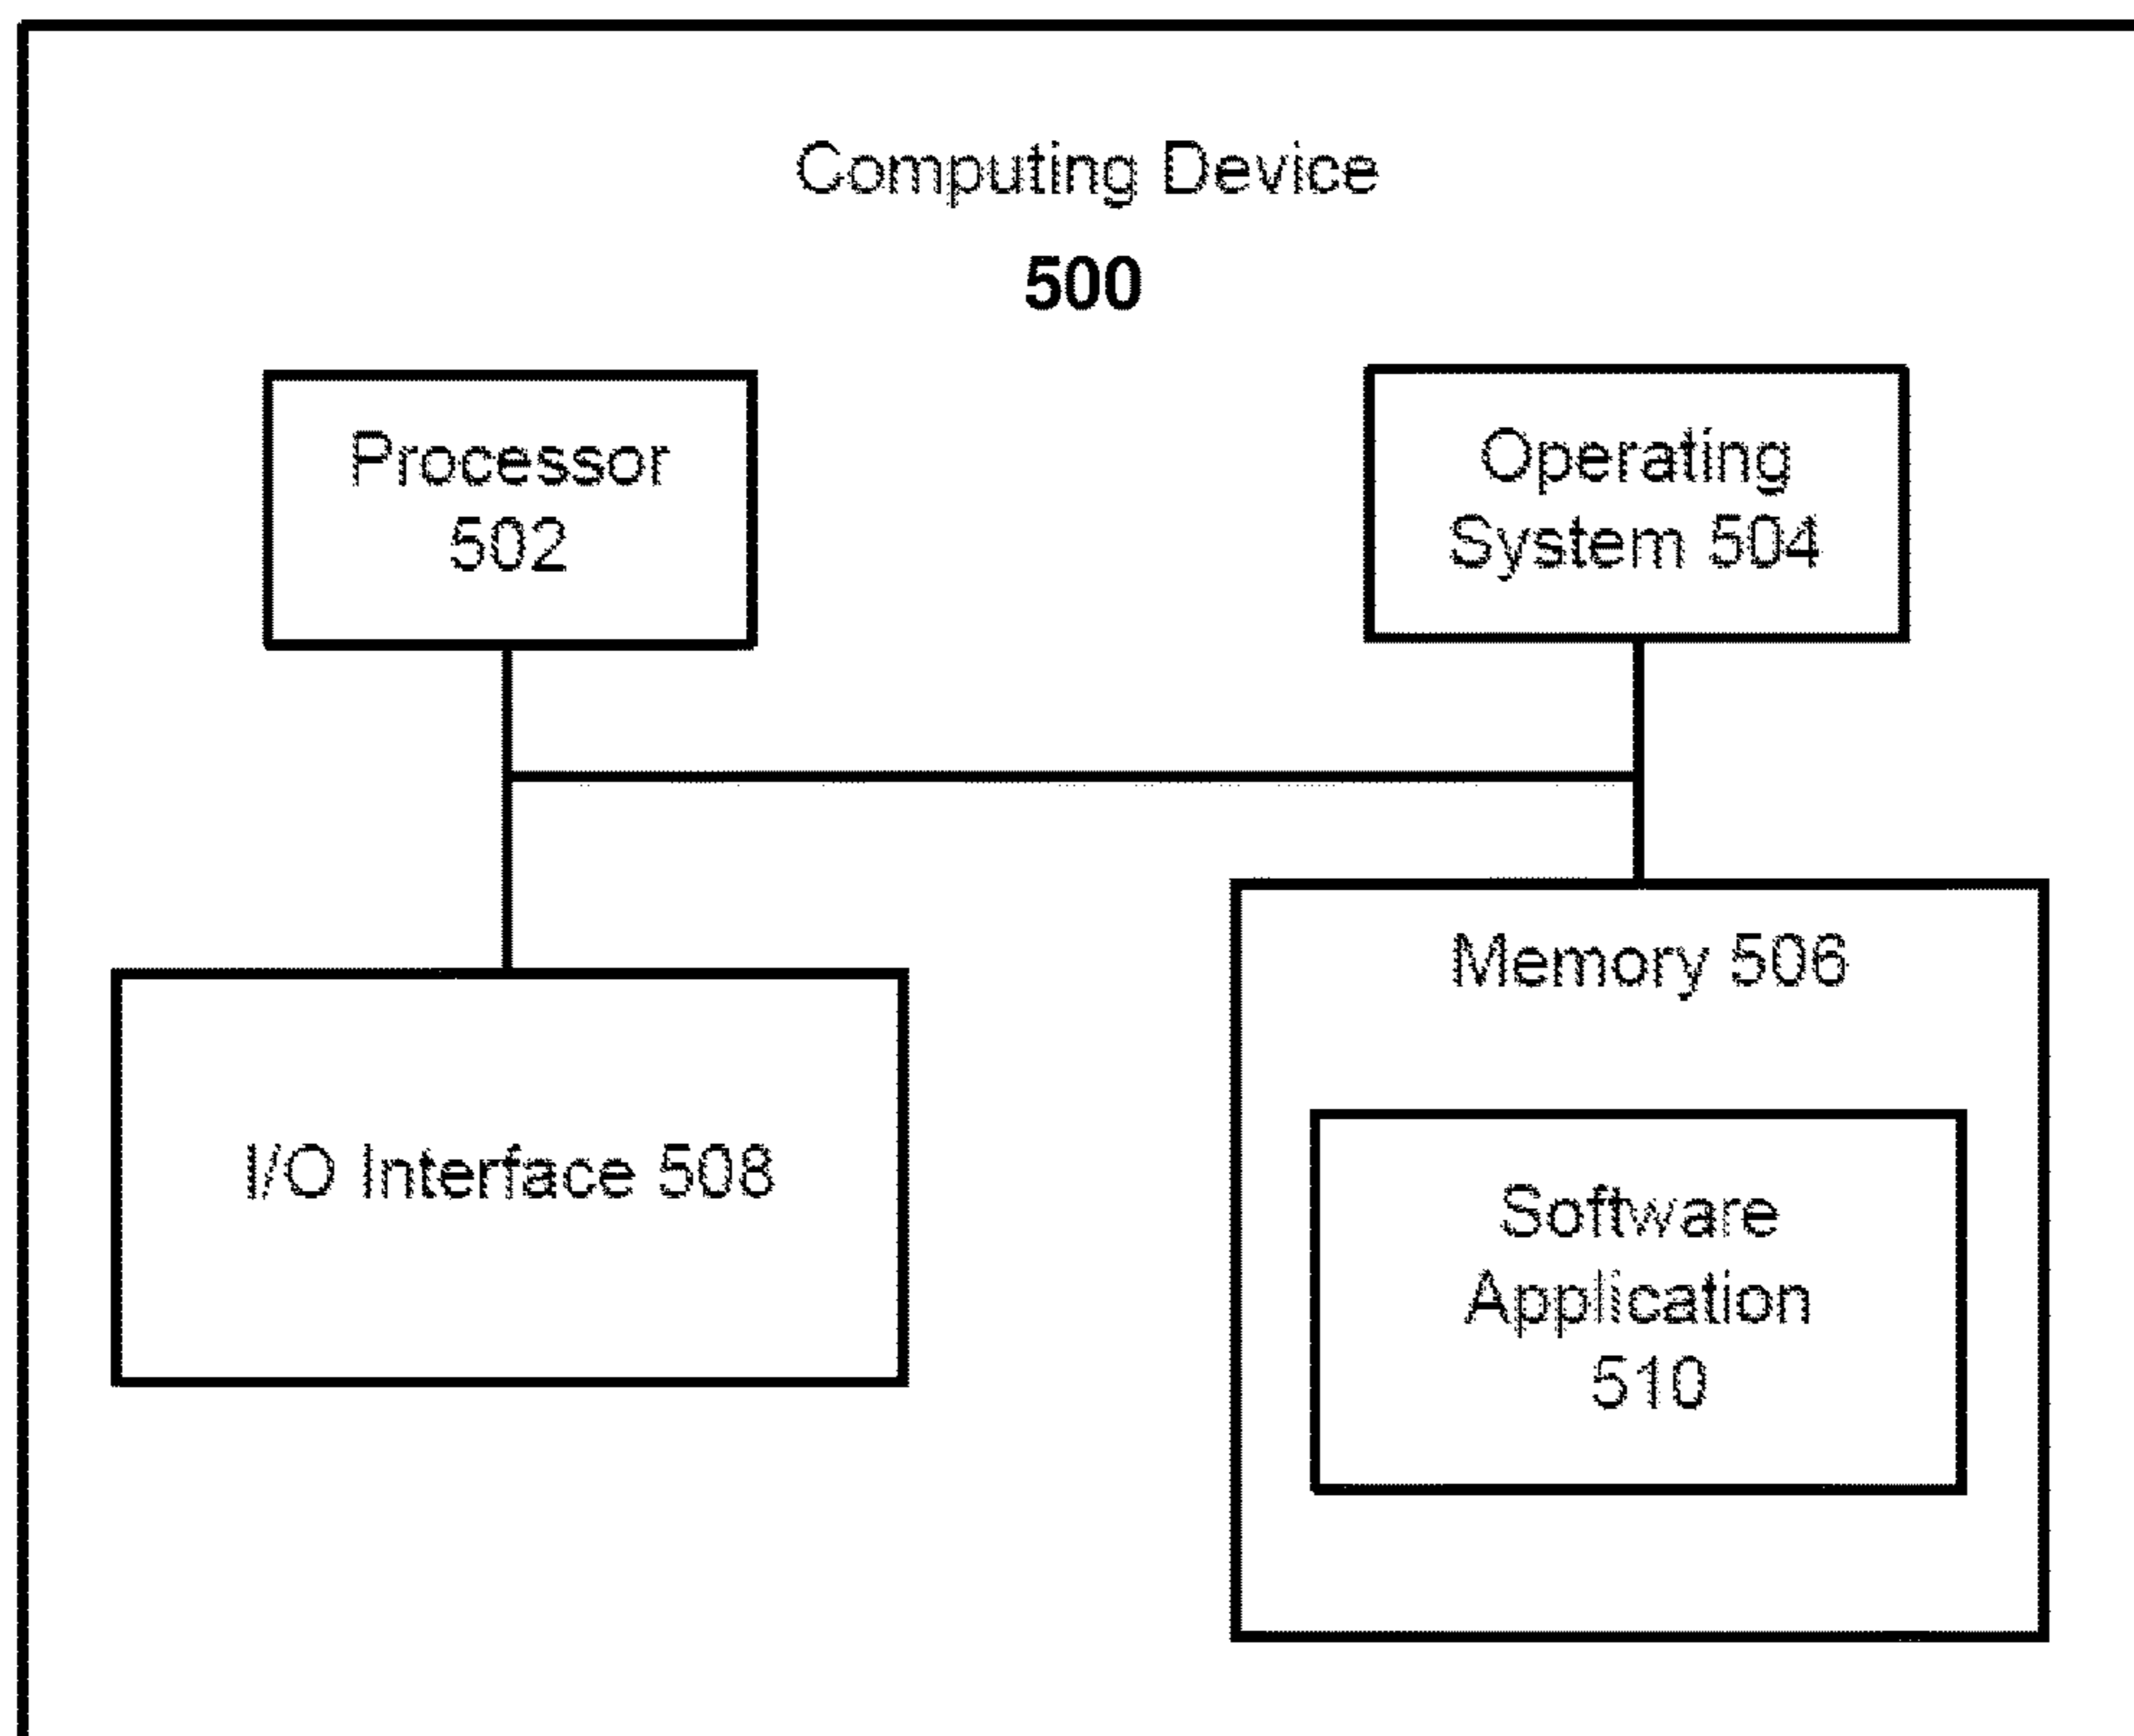 Computing Device
500
Processor
502
Operating
System 504
I/O Interface 508
Memory 506
Software
Application
510